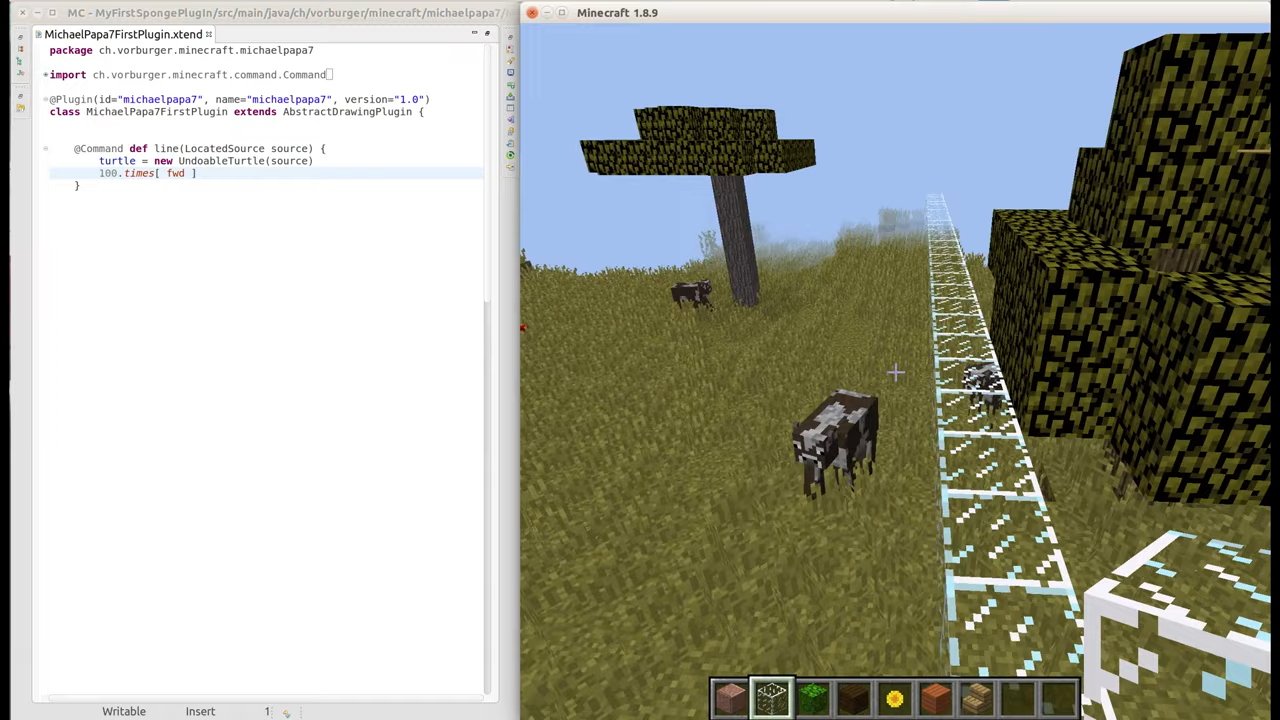 MC - MyFirstSpongePlugIn/src/main/java/ch/vorburger/minecraft/michaelpapa7/
Minecraft 1.8.9
MichaelPapa7FirstPlugin.xtend
package ch.vorburger.minecraft.michaelpapa7
import ch.vorburger.minecraft.command.Command
@Plugin(id="michaelpapa7", name="michaelpapa7", version="1.0")
class MichaelPapa7FirstPlugin extends AbstractDrawingPlugin {
@Command def line(LocatedSource source) {
turtle = new UndoableTurtle(source)
100.times[ fwd ]
}
Writable Insert 1